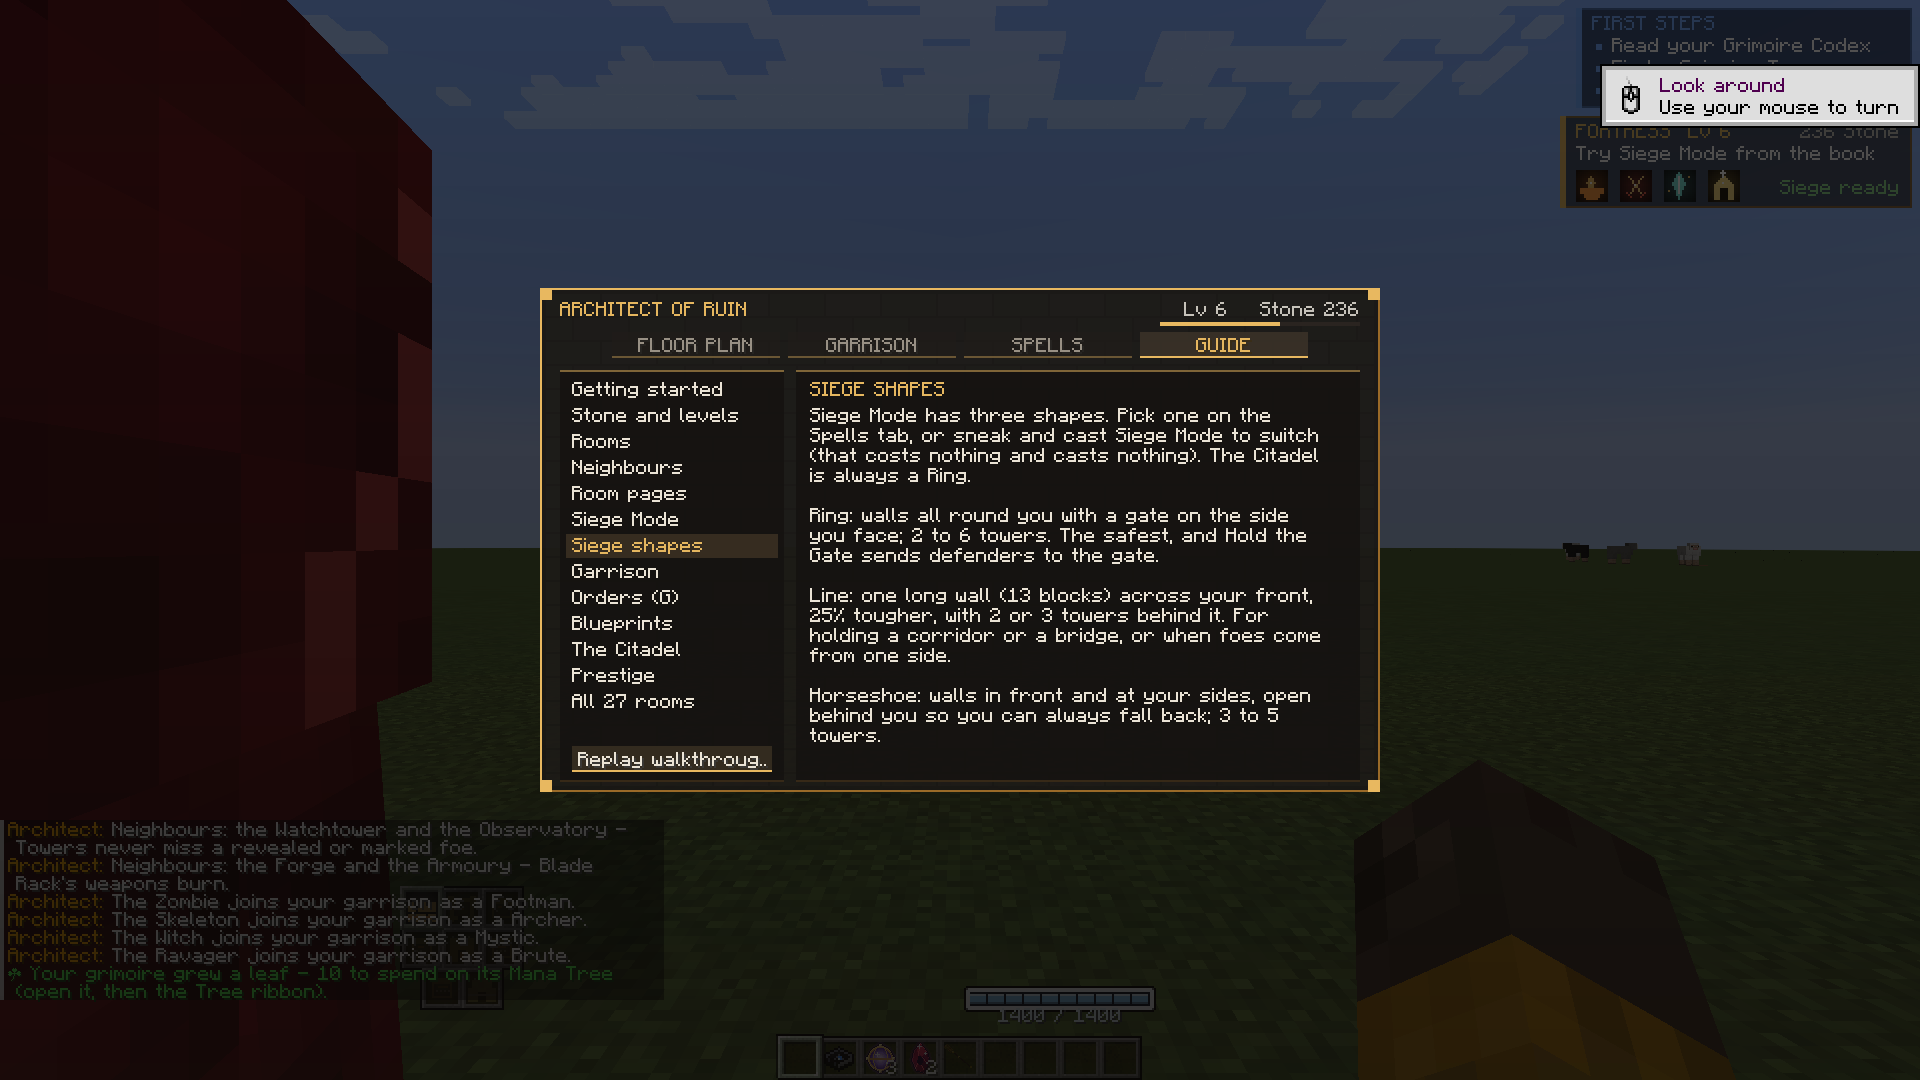 FIRST STEPS
Read your Grimoire Codex
Look around
Use your mouse to turn
FORTRESS Lv 6 236 Stone
Try Siege Mode from the book
Siege ready
ARCHITECT OF RUIN
Lv 6 Stone 236
FLOOR PLAN
GARRISON
SPELLS
GUIDE
Getting started
Stone and levels
Rooms
Neighbours
Room pages
Siege Mode
Siege shapes
Garrison
Orders (G)
Blueprints
The Citadel
Prestige
All 27 rooms
Replay walkthroug..
SIEGE SHAPES
Siege Mode has three shapes. Pick one on the
Spells tab, or sneak and cast Siege Mode to switch
(that costs nothing and casts nothing). The Citadel
is always a Ring.
Ring: walls all round you with a gate on the side
you face; 2 to 6 towers. The safest, and Hold the
Gate sends defenders to the gate.
Line: one long wall (13 blocks) across your front,
25% tougher, with 2 or 3 towers behind it. For
holding a corridor or a bridge, or when foes come
from one side.
Horseshoe: walls in front and at your sides, open
behind you so you can always fall back; 3 to 5
towers.
Architect: Neighbours: the Watchtower and the Observatory -
Towers never miss a revealed or marked foe.
Architect: Neighbours: the Forge and the Armoury - Blade
Rack's weapons burn.
Architect: The Zombie joins your garrison as a Footman.
Architect: The Skeleton joins your garrison as a Archer.
Architect: The Witch joins your garrison as a Mystic.
Architect: The Ravager joins your garrison as a Brute.
Your grimoire grew a leaf - 10 to spend on its Mana Tree
(open it, then the Tree ribbon).
1400 / 1400
3
2